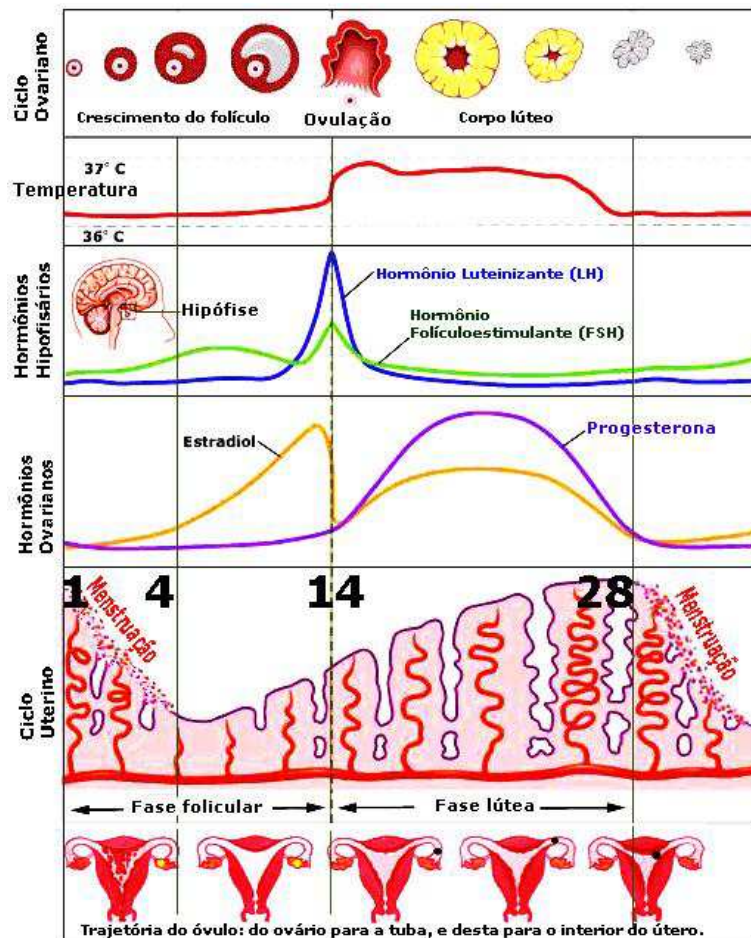 Ciclo
Ovariano
Crescimento do folículo
Ovulação
Corpo lúteo
37° C
Temperatura
36° C
Hormônios
Hipofisários
Hipófise
Hormônio Luteinizante (LH)
Hormônio
Folículoestimulante (FSH)
Hormônios
Ovarianos
Estradiol
Progesterona
Ciclo
Uterino
1 4 14 28
Menstruação
Menstruação
Fase folicular
Fase lútea
Trajetória do óvulo: do ovário para a tuba, e desta para o interior do útero.